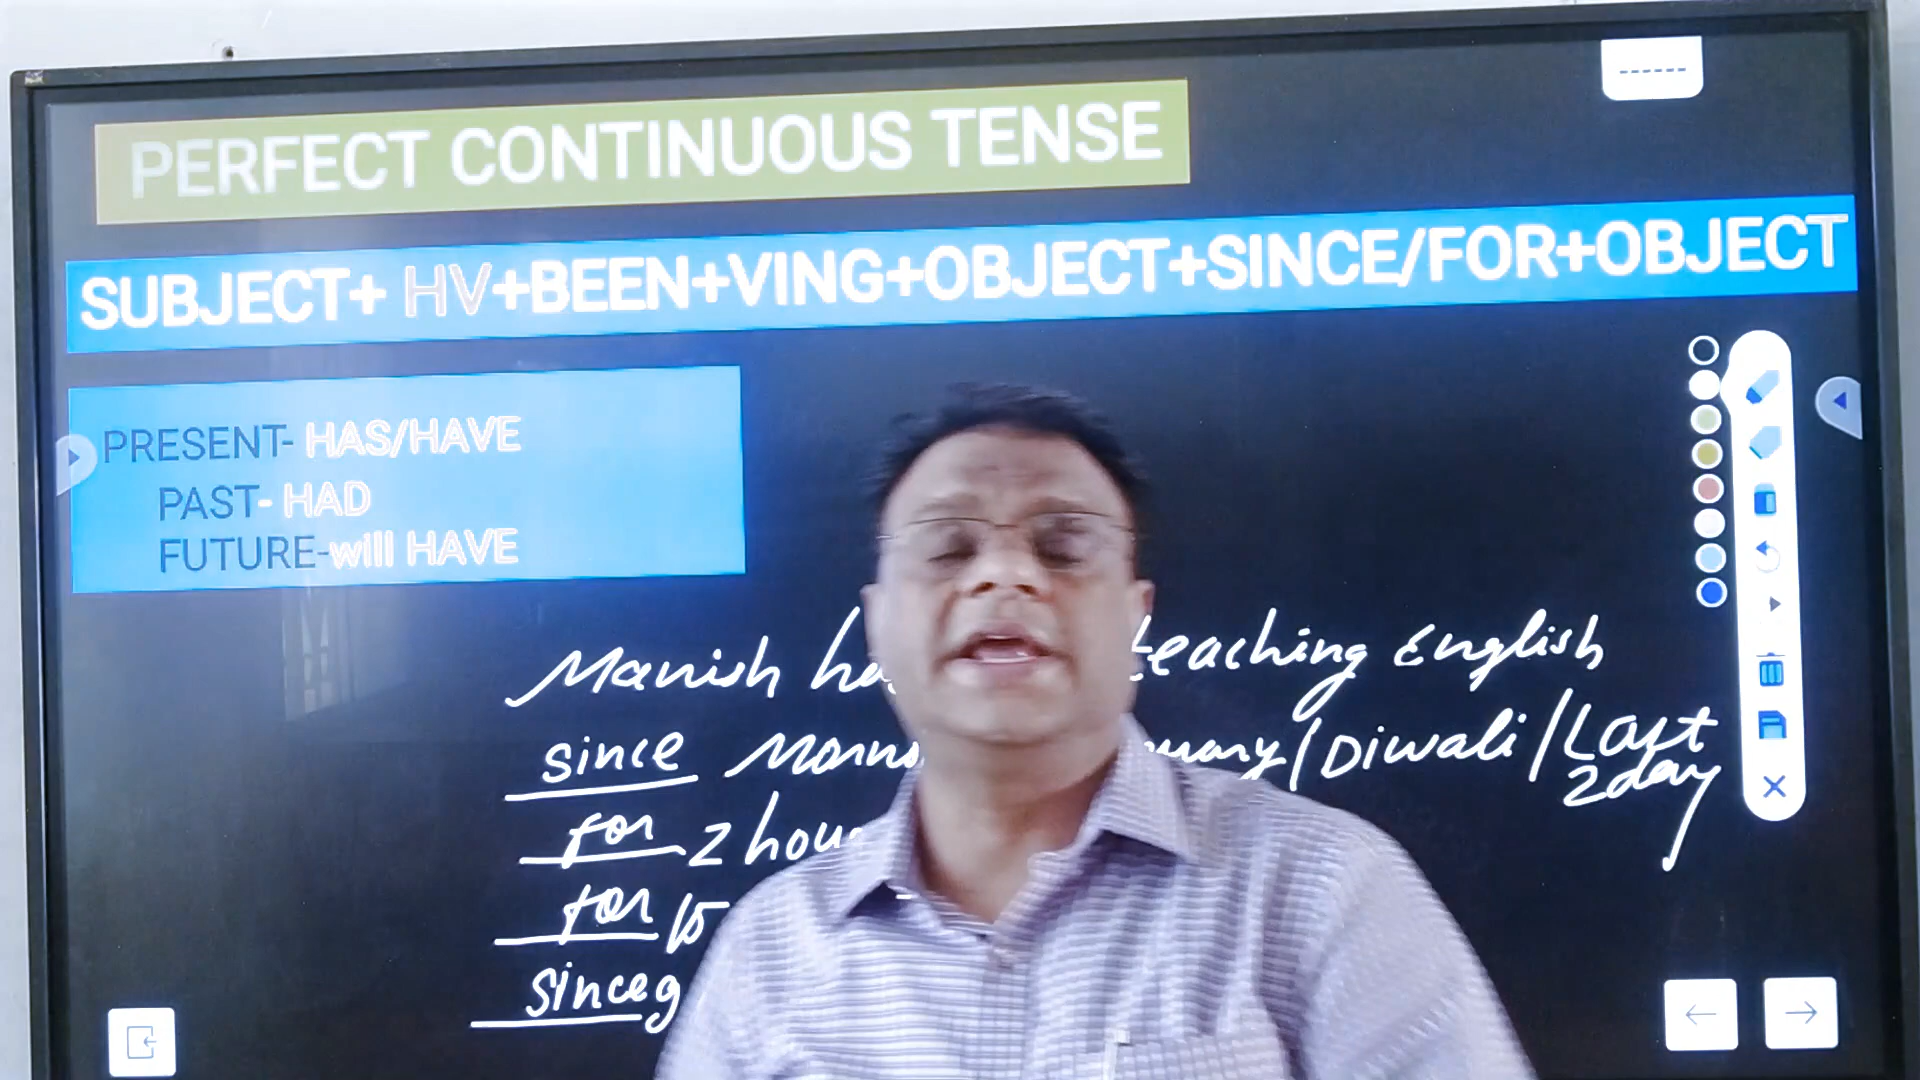 PERFECT CONTINUOUS TENSE
SUBJECT+ HV+BEEN+VING+OBJECT+SINCE/FOR+OBJECT
PRESENT- HAS/HAVE
PAST- HAD
FUTURE-will HAVE
Manish teaching English
since /Diwali/Last
2day
for 2
for 15
since